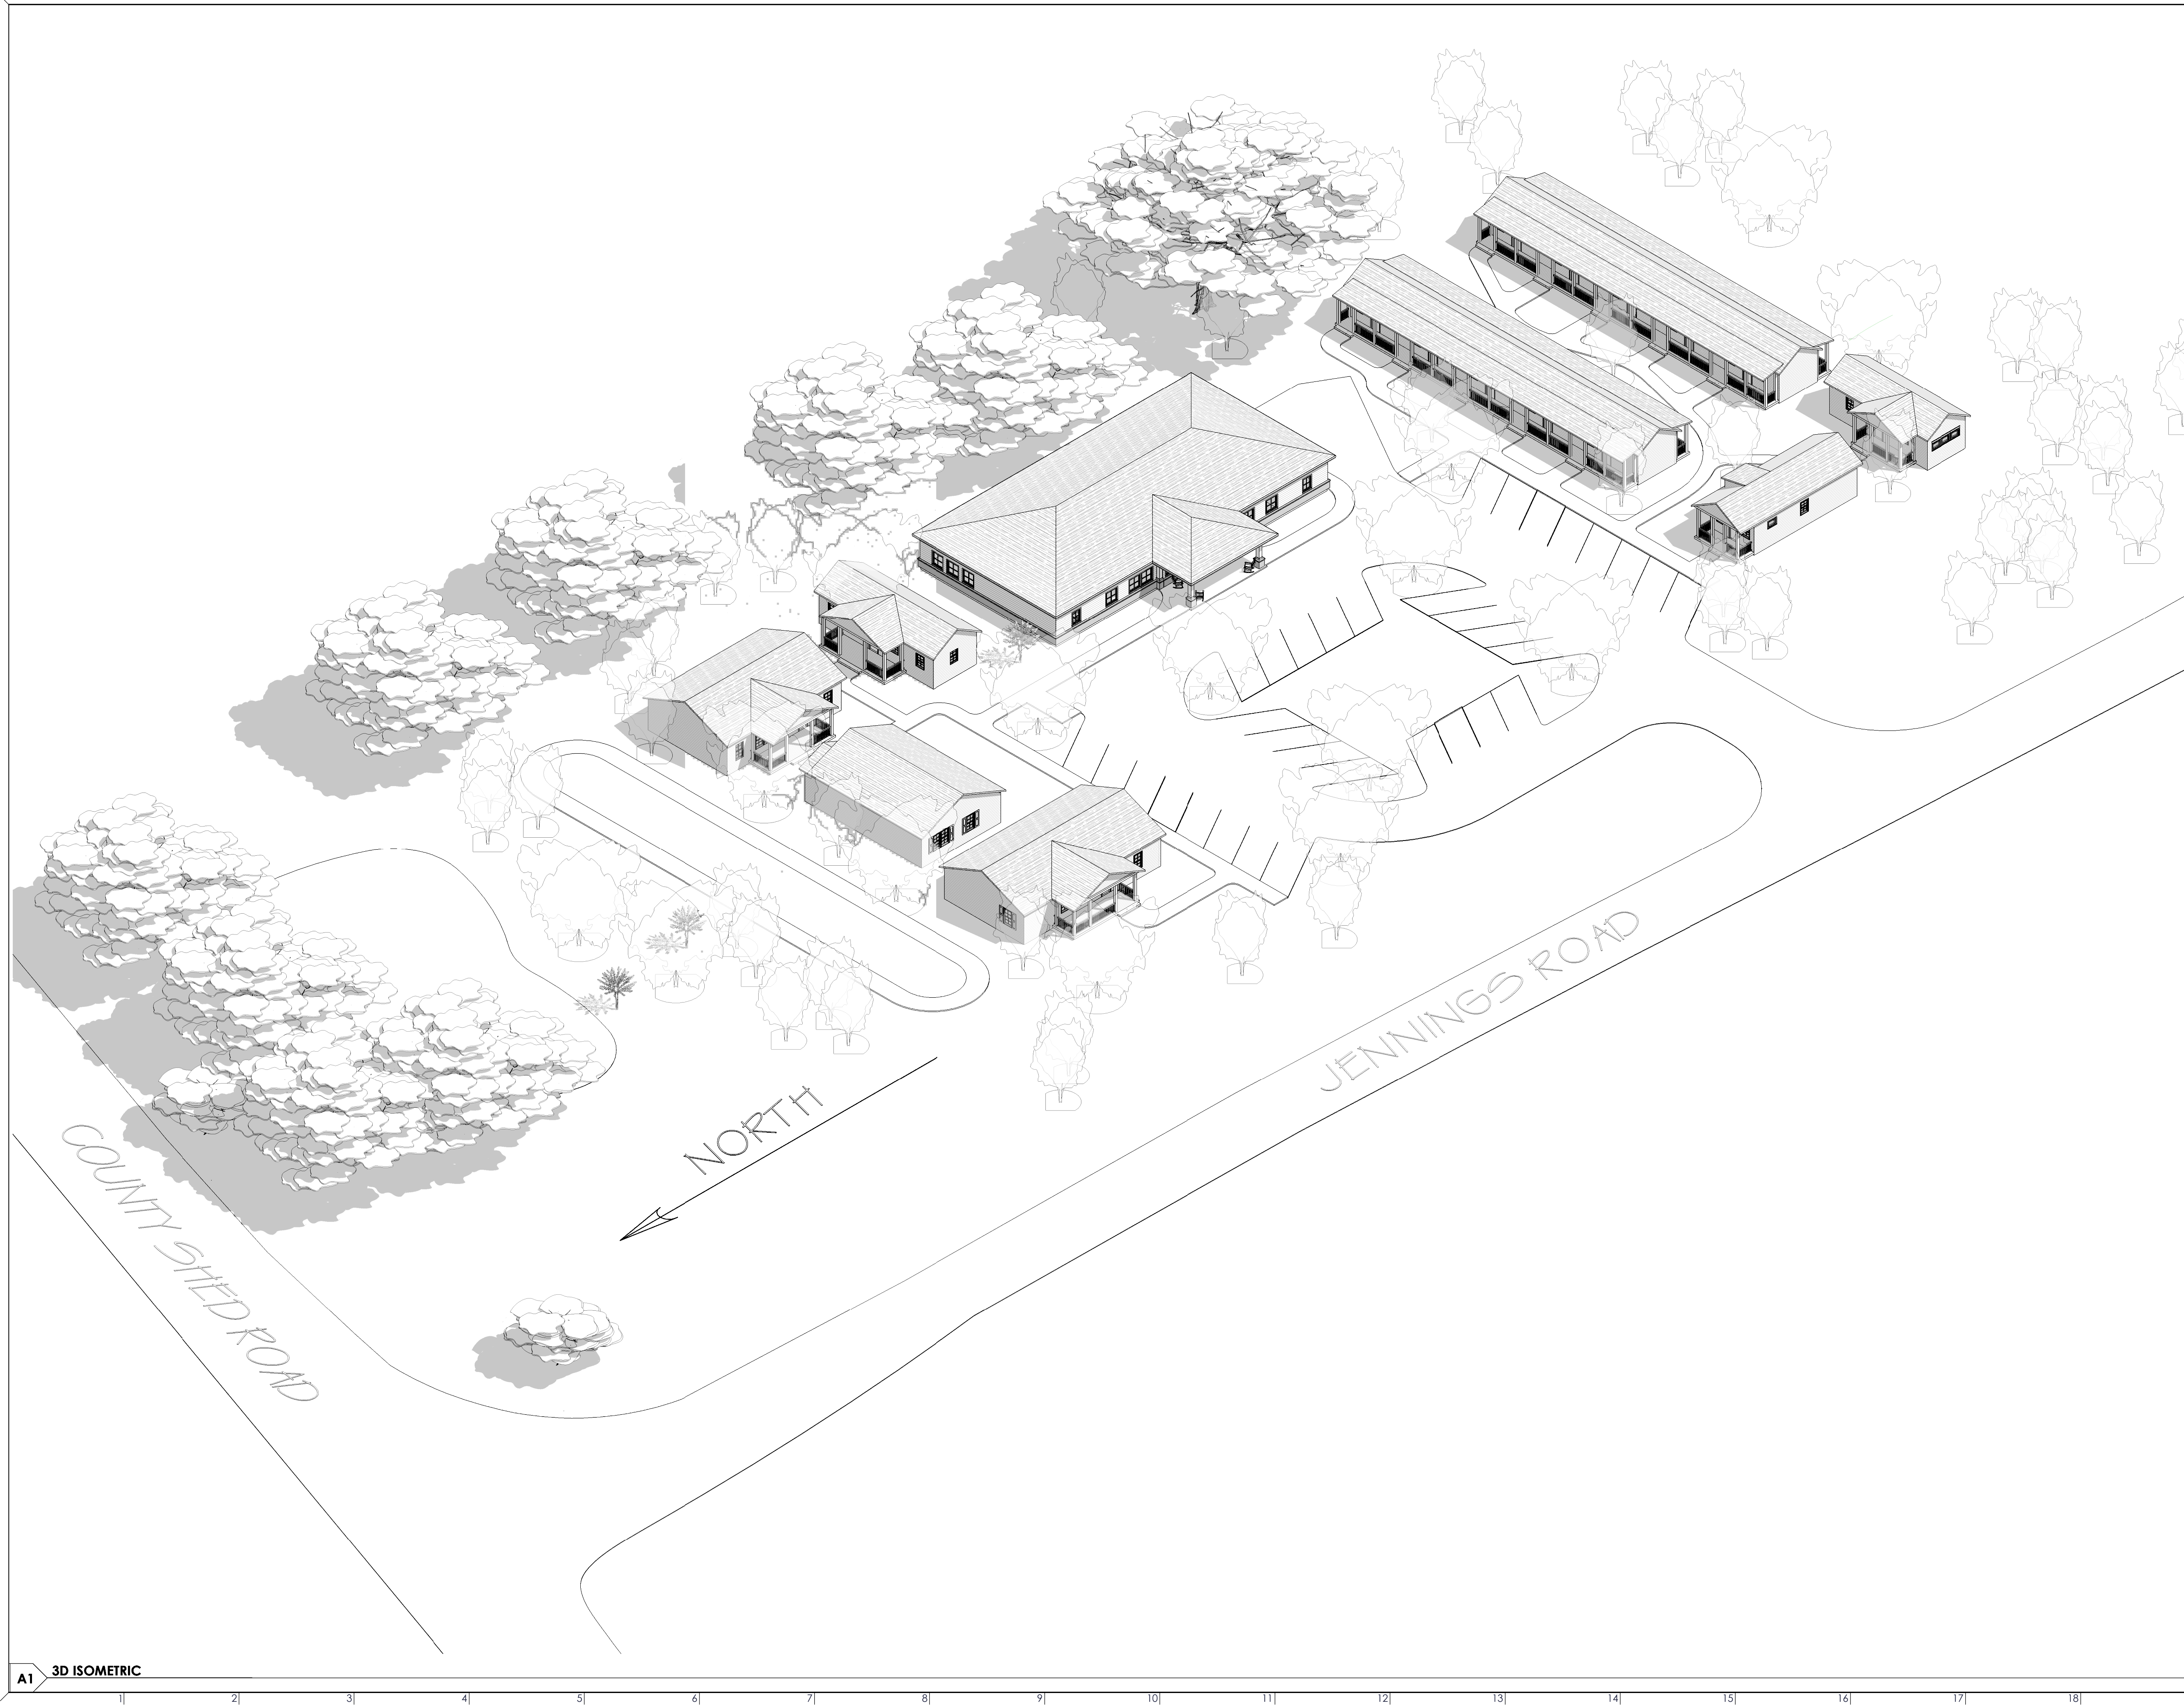 JENNINGS ROAD
NORTH
COUNTY SHED ROAD
A1 3D ISOMETRIC
1 2 3 4 5 6 7 8 9 10 11 12 13 14 15 16 17 18